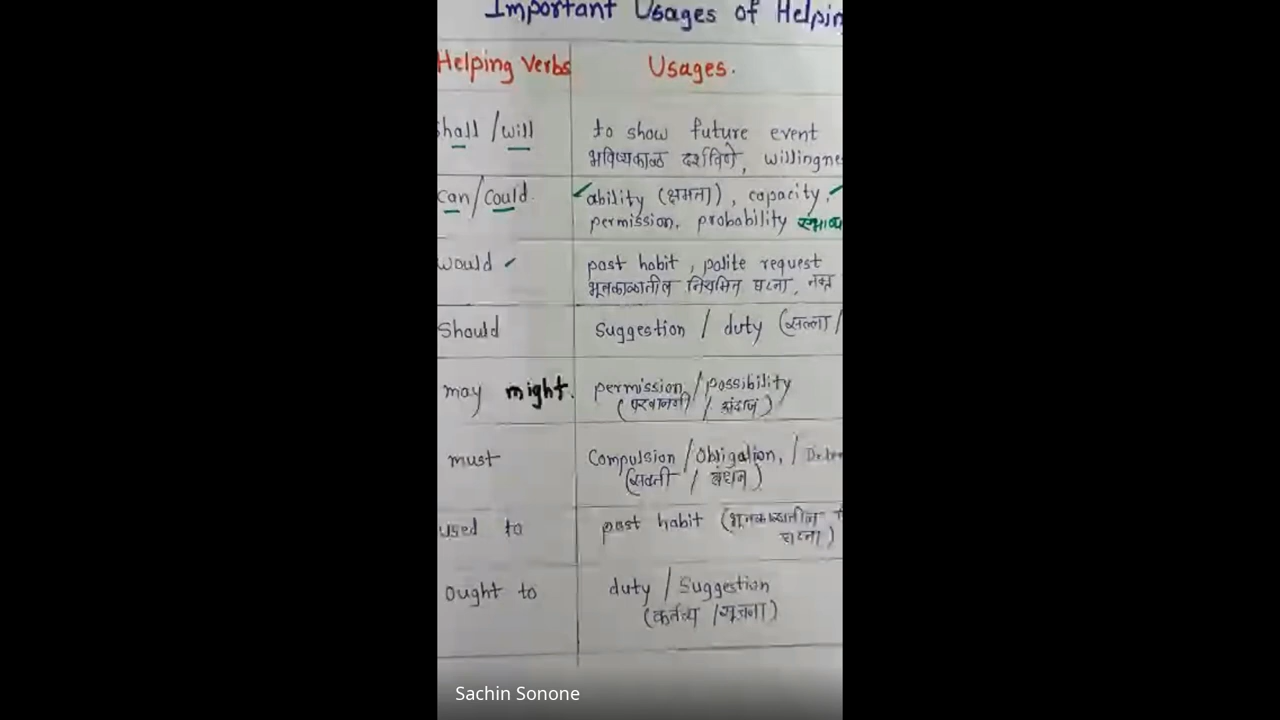 Important Usages of Helpin
Helping Verbs Usages.
hall / will to show future event
भविष्यकाळ दर्शविणे, willingne
can / could. ability (क्षमता), capacity,
permission, probability संभाव्य
would past habit, polite request
भूतकाळातील नियमित घटना, नम्र
Should Suggestion / duty (सल्ला /
may might. permission / possibility
(परवानगी / अंदाज)
must Compulsion / Obligation, / Deter
(सक्ती / बंधन)
used to past habit (भूतकाळातील
घटना)
ought to duty / Suggestion
(कर्तव्य / सूचना)
Sachin Sonone